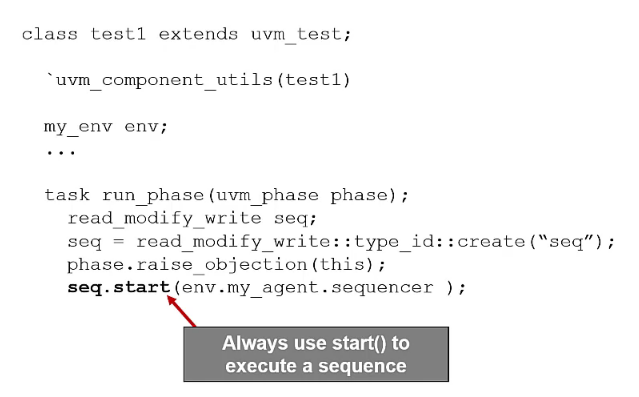 class test1 extends uvm_test;
`uvm_component_utils(test1)
my_env env;
...
task run_phase(uvm_phase phase);
read_modify_write seq;
seq = read_modify_write::type_id::create(“seq”);
phase.raise_objection(this);
seq.start(env.my_agent.sequencer );
Always use start() to
execute a sequence